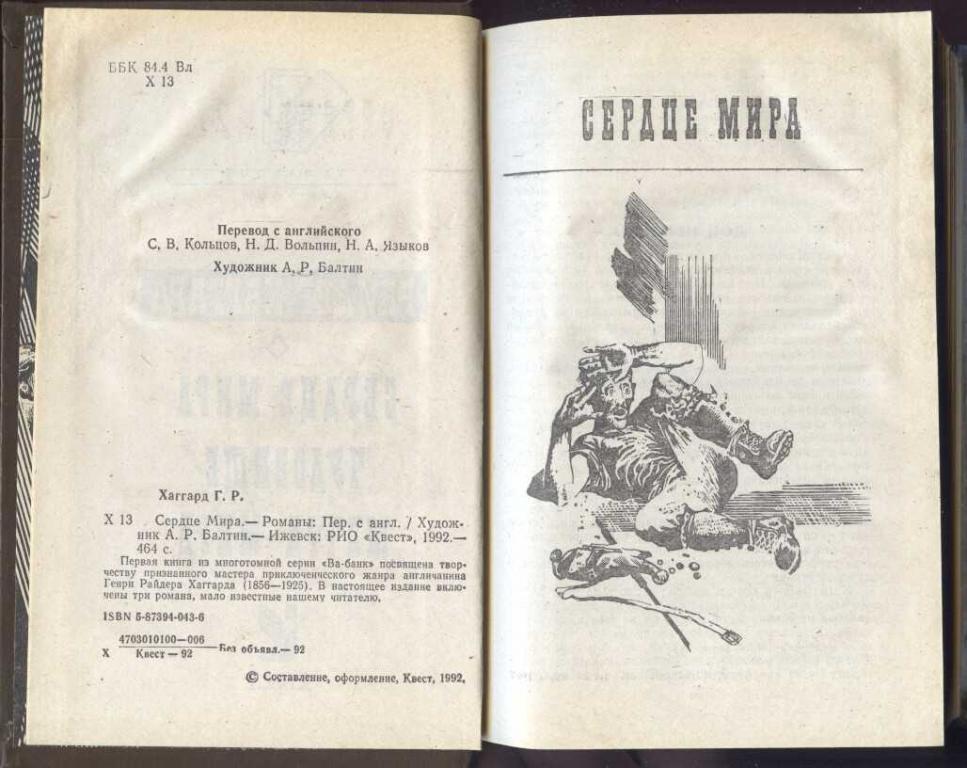 ББК 84.4 Вл
Х 13
Перевод с английского
С. В. Кольцов, Н. Д. Вольпин, Н. А. Языков
Художник А. Р. Балтин
Хаггард Г. Р.
Х 13 Сердце Мира.— Романы: Пер. с англ. / Худож-
ник А. Р. Балтин.— Ижевск: РИО «Квест», 1992.—
464 с.
Первая книга из многотомной серии «Ва-банк» посвящена твор-
честву признанного мастера приключенческого жанра англичанина
Генри Райдера Хаггарда (1856—1925). В настоящее издание вклю-
чены три романа, мало известные нашему читателю.
ISBN 5-87394-043-6
4703010100—006
Х Квест — 92 Без объявл.— 92
© Составление, оформление, Квест, 1992.
СЕРДЦЕ МИРА